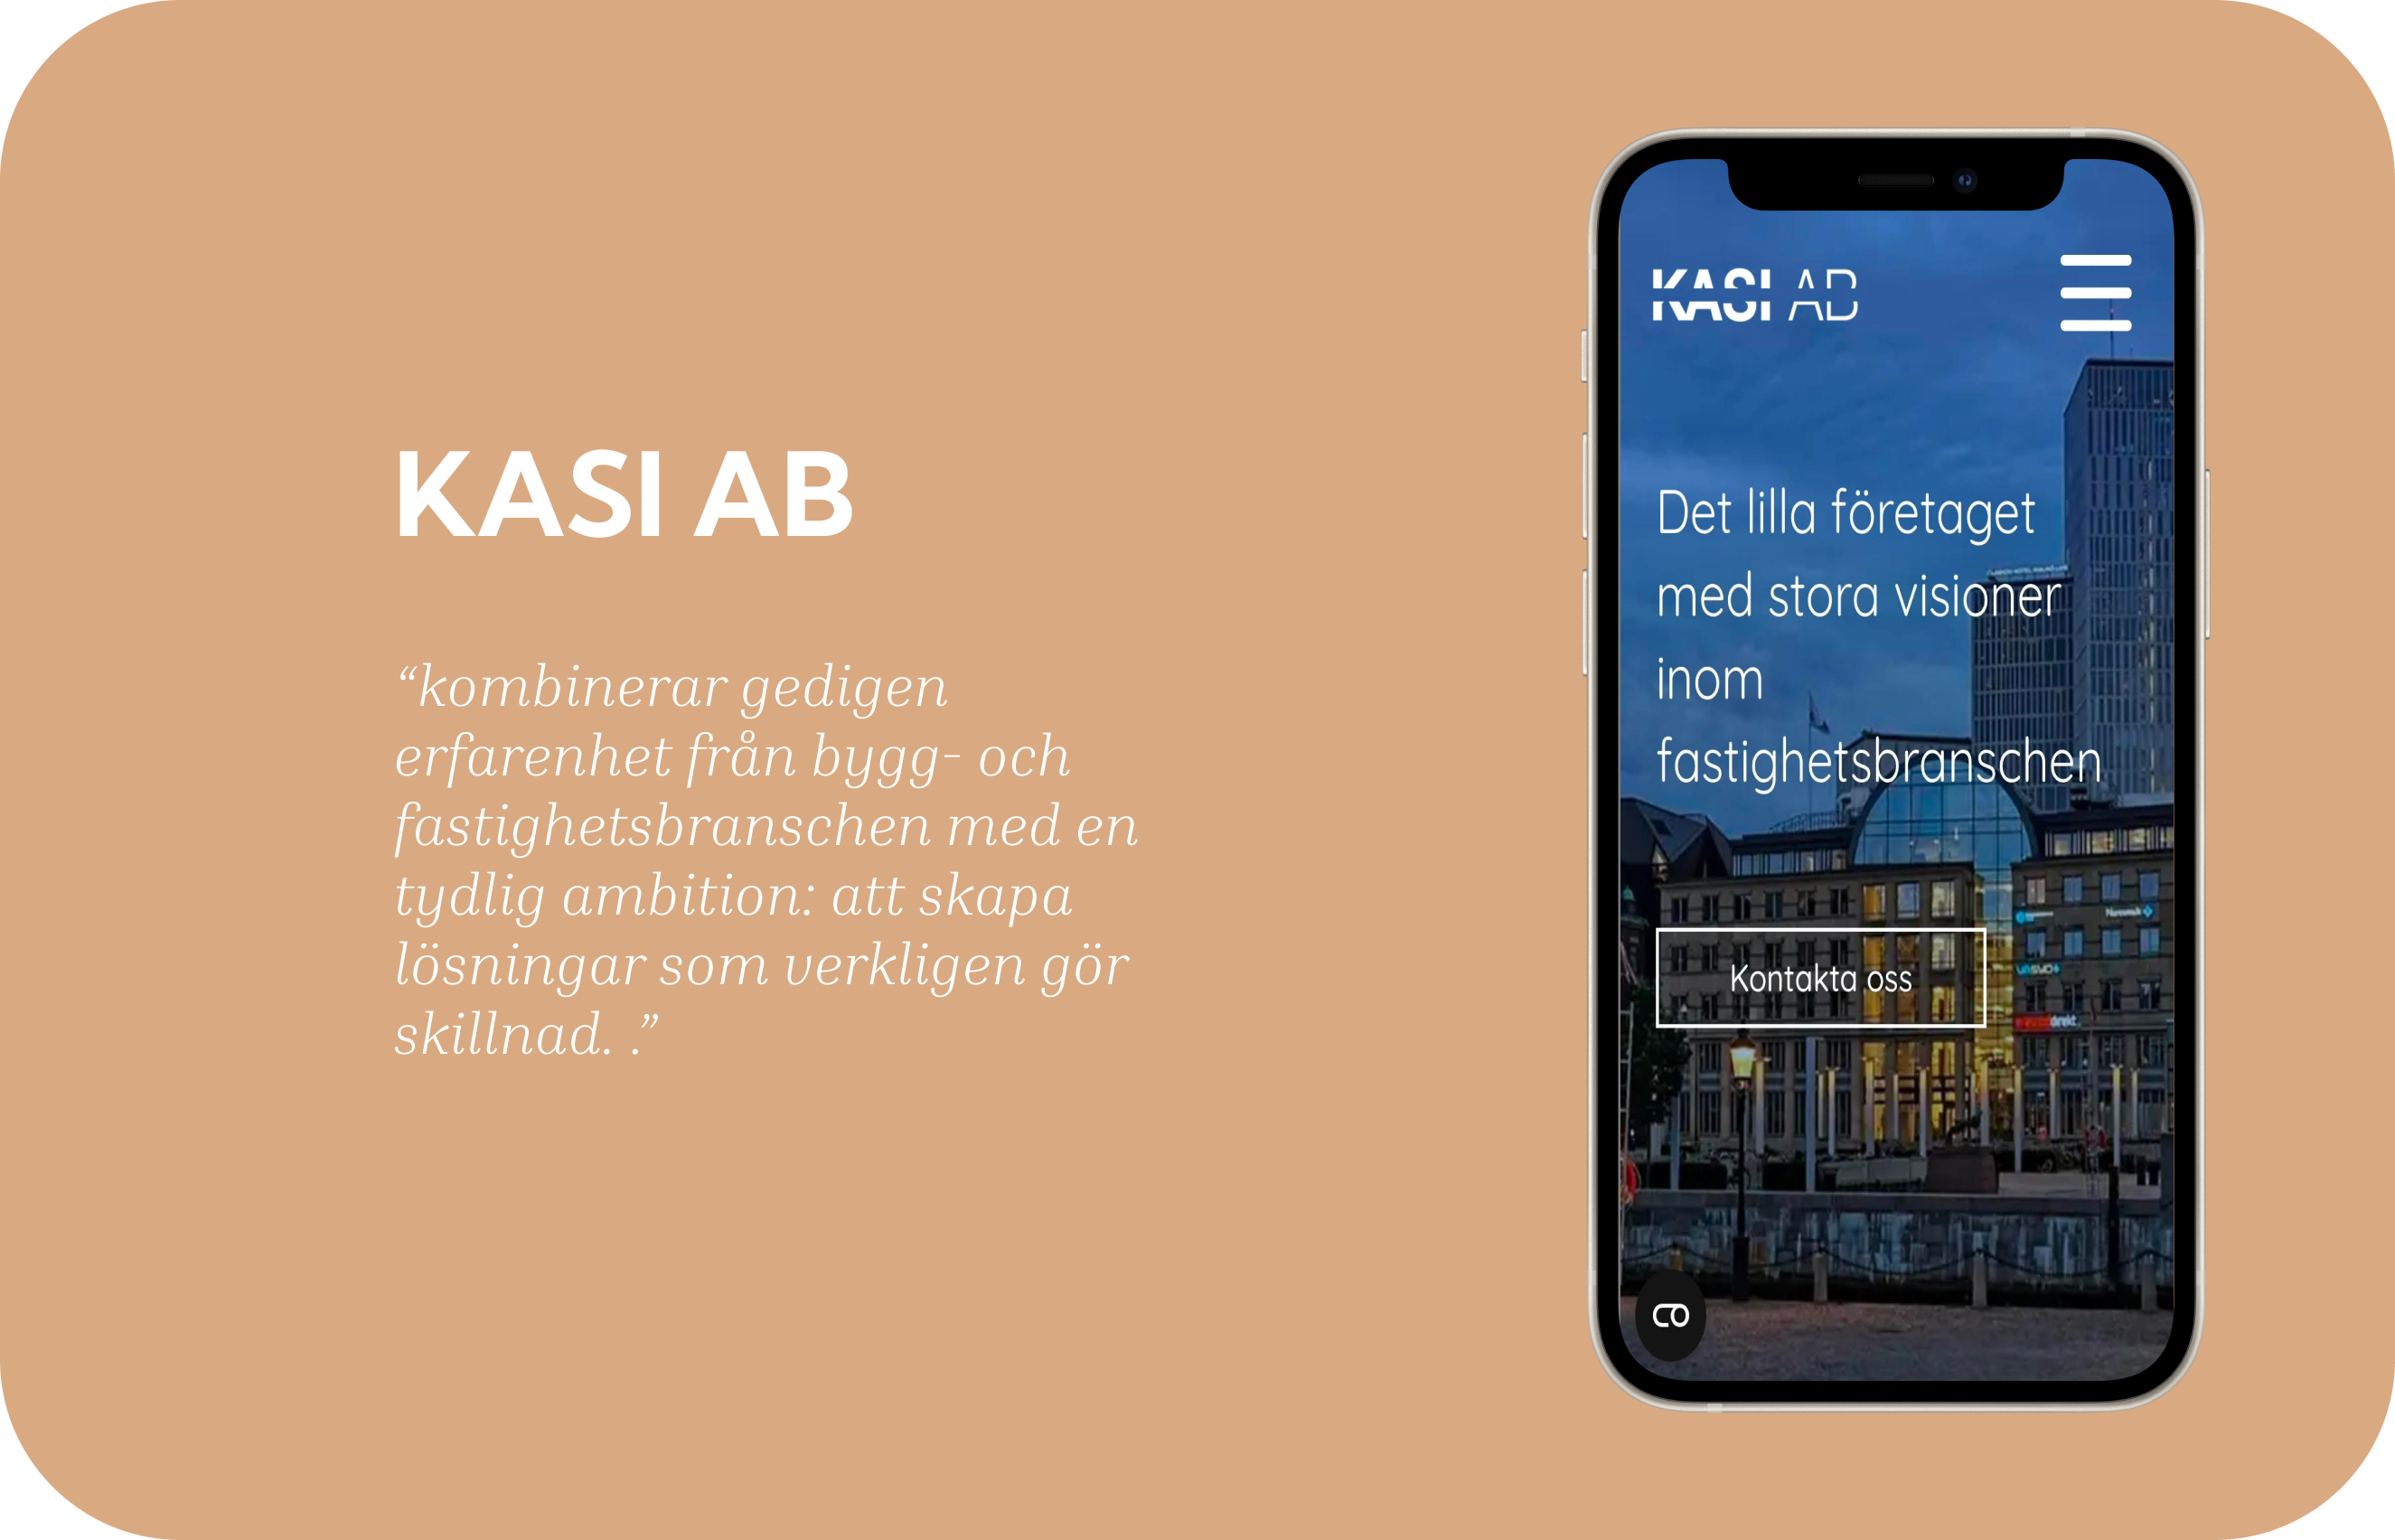 KASI AB
“kombinerar gedigen
erfarenhet från bygg- och
fastighetsbranschen med en
tydlig ambition: att skapa
lösningar som verkligen gör
skillnad. .”
KASI AB
Det lilla företaget
med stora visioner
inom
fastighetsbranschen
Kontakta oss